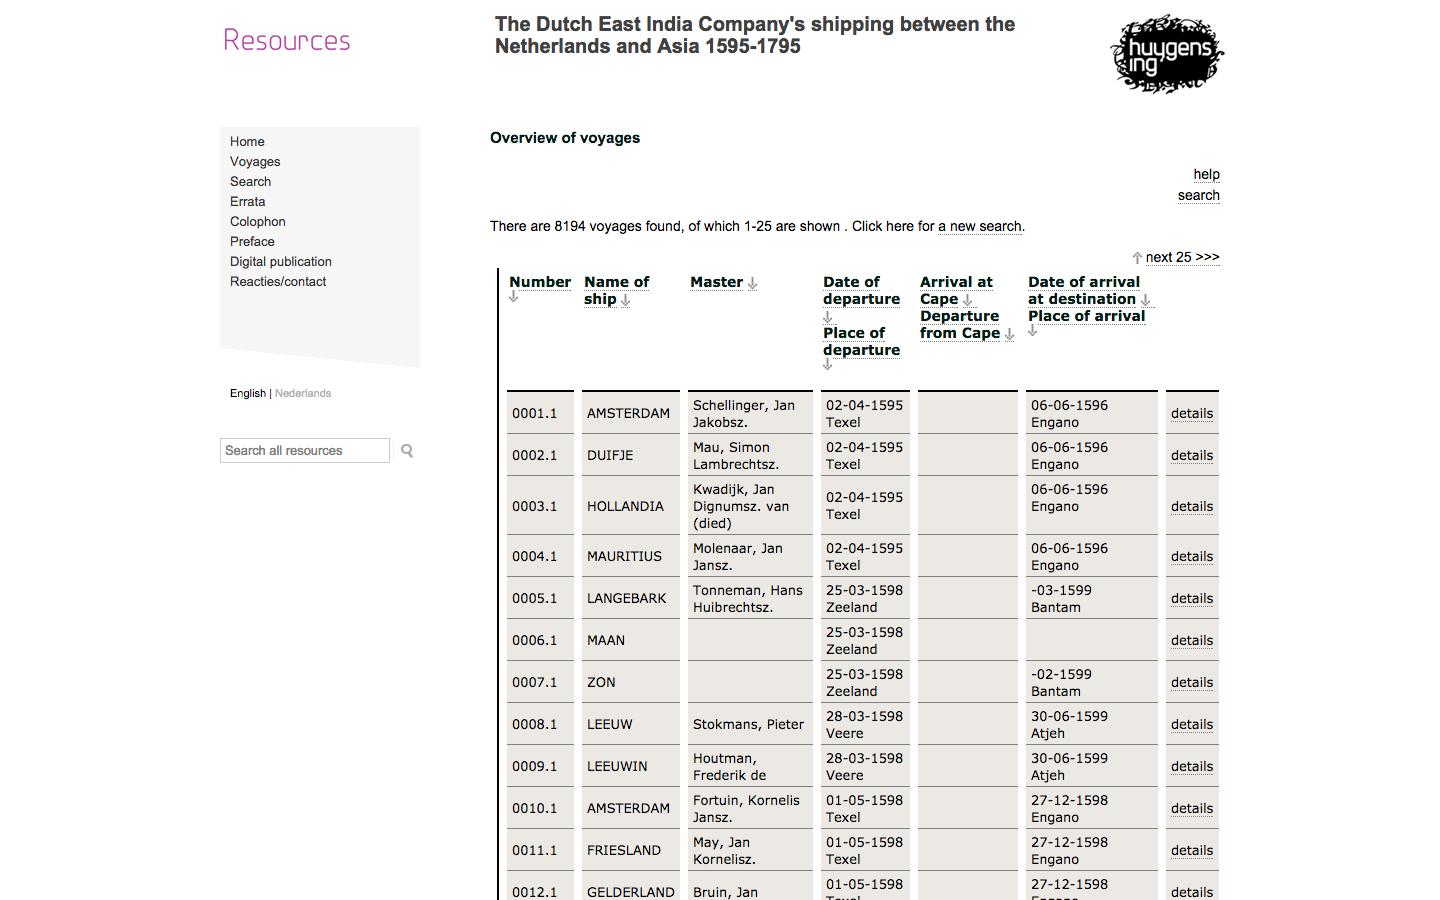 Resources
The Dutch East India Company's shipping between the
Netherlands and Asia 1595-1795
huygens
ing
Home
Voyages
Search
Errata
Colophon
Preface
Digital publication
Reacties/contact
English | Nederlands
Search all resources
Overview of voyages
help
search
There are 8194 voyages found, of which 1-25 are shown . Click here for a new search.
next 25 >>>
Number
Name of
ship
Master
Date of
departure
Place of
departure
Arrival at
Cape
Departure
from Cape
Date of arrival
at destination
Place of arrival
0001.1
AMSTERDAM
Schellinger, Jan
Jakobsz.
02-04-1595
Texel
06-06-1596
Engano
details
0002.1
DUIFJE
Mau, Simon
Lambrechtsz.
02-04-1595
Texel
06-06-1596
Engano
details
0003.1
HOLLANDIA
Kwadijk, Jan
Dignumsz. van
(died)
02-04-1595
Texel
06-06-1596
Engano
details
0004.1
MAURITIUS
Molenaar, Jan
Jansz.
02-04-1595
Texel
06-06-1596
Engano
details
0005.1
LANGEBARK
Tonneman, Hans
Huibrechtsz.
25-03-1598
Zeeland
-03-1599
Bantam
details
0006.1
MAAN
25-03-1598
Zeeland
details
0007.1
ZON
25-03-1598
Zeeland
-02-1599
Bantam
details
0008.1
LEEUW
Stokmans, Pieter
28-03-1598
Veere
30-06-1599
Atjeh
details
0009.1
LEEUWIN
Houtman,
Frederik de
28-03-1598
Veere
30-06-1599
Atjeh
details
0010.1
AMSTERDAM
Fortuin, Kornelis
Jansz.
01-05-1598
Texel
27-12-1598
Engano
details
0011.1
FRIESLAND
May, Jan
Kornelisz.
01-05-1598
Texel
27-12-1598
Engano
details
0012.1
GELDERLAND
Bruin, Jan
01-05-1598
Texel
27-12-1598
Engano
details